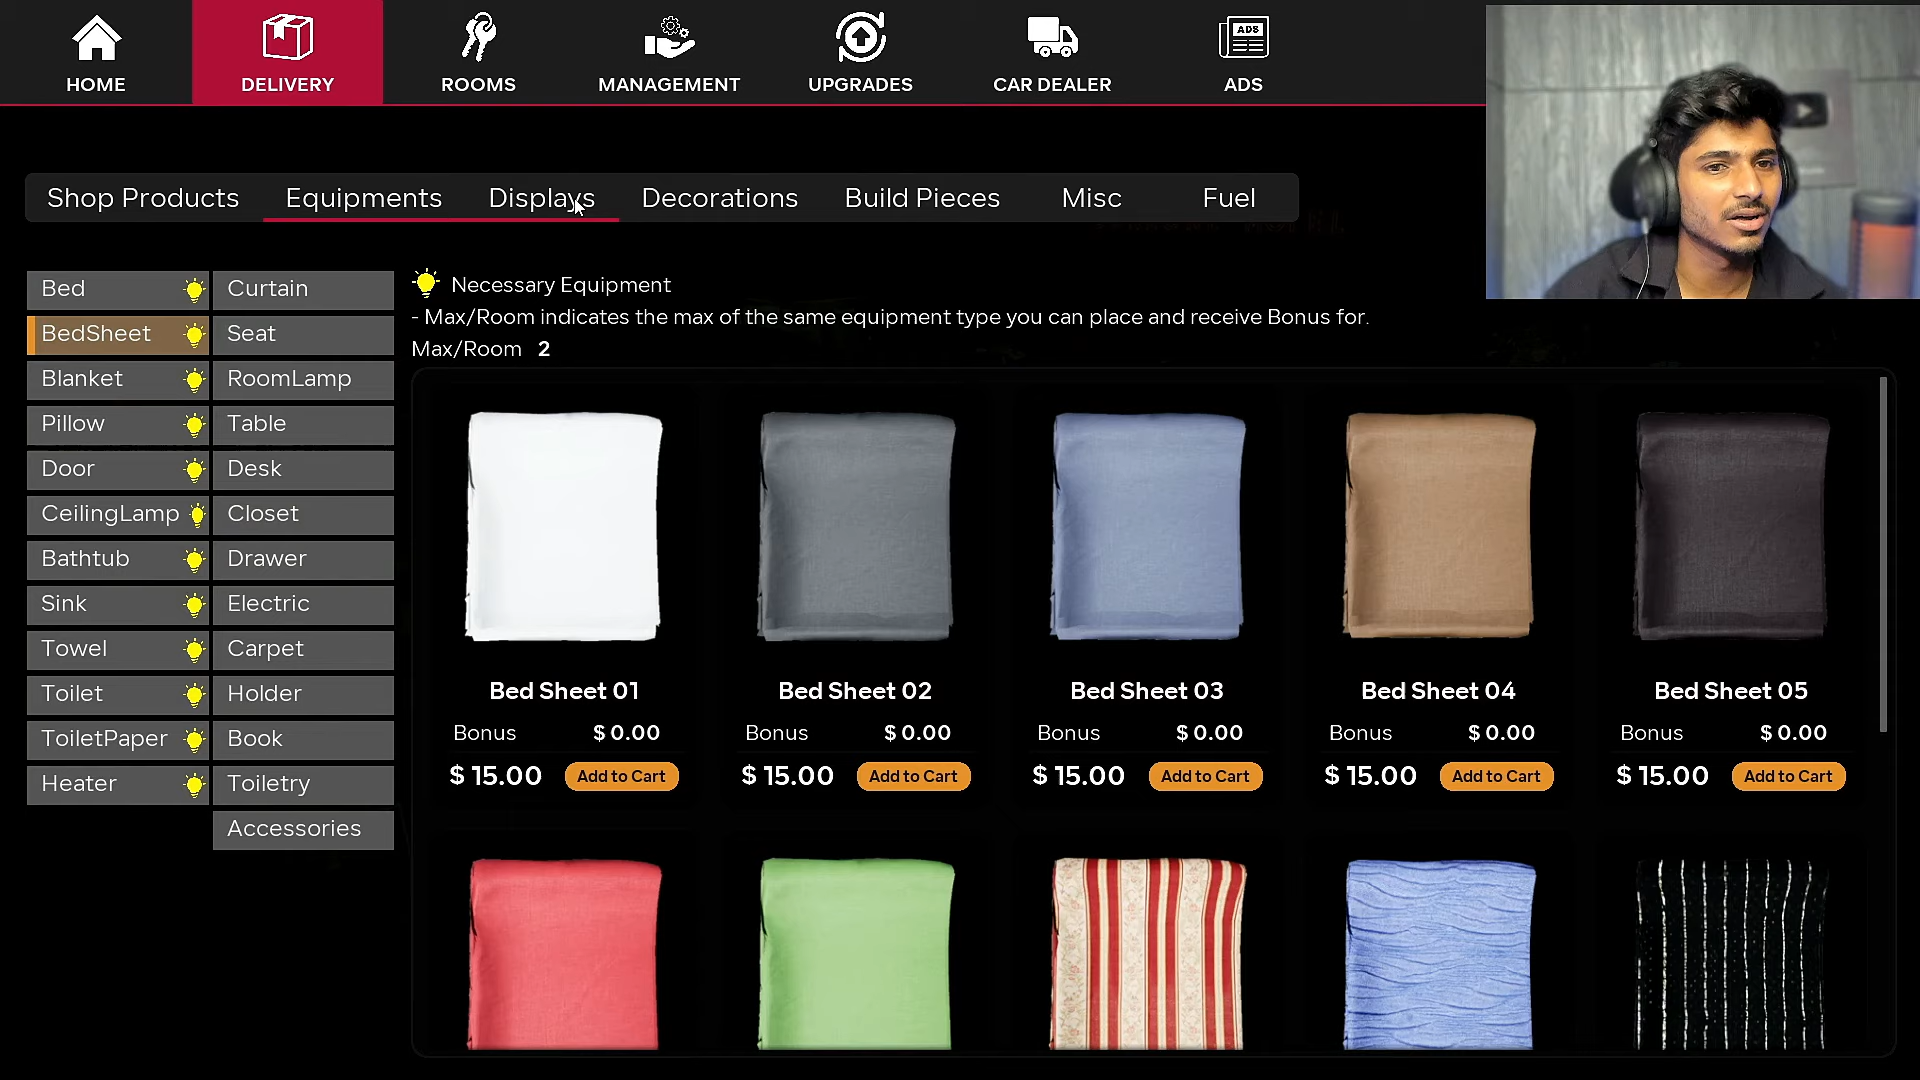 HOME
DELIVERY
ROOMS
MANAGEMENT
UPGRADES
CAR DEALER
ADS
ADS
Shop Products
Equipments
Displays
Decorations
Build Pieces
Misc
Fuel
Bed
BedSheet
Blanket
Pillow
Door
CeilingLamp
Bathtub
Sink
Towel
Toilet
ToiletPaper
Heater
Curtain
Seat
RoomLamp
Table
Desk
Closet
Drawer
Electric
Carpet
Holder
Book
Toiletry
Accessories
Necessary Equipment
- Max/Room indicates the max of the same equipment type you can place and receive Bonus for.
Max/Room 2
Bed Sheet 01
Bonus $ 0.00
$ 15.00 Add to Cart
Bed Sheet 02
Bonus $ 0.00
$ 15.00 Add to Cart
Bed Sheet 03
Bonus $ 0.00
$ 15.00 Add to Cart
Bed Sheet 04
Bonus $ 0.00
$ 15.00 Add to Cart
Bed Sheet 05
Bonus $ 0.00
$ 15.00 Add to Cart